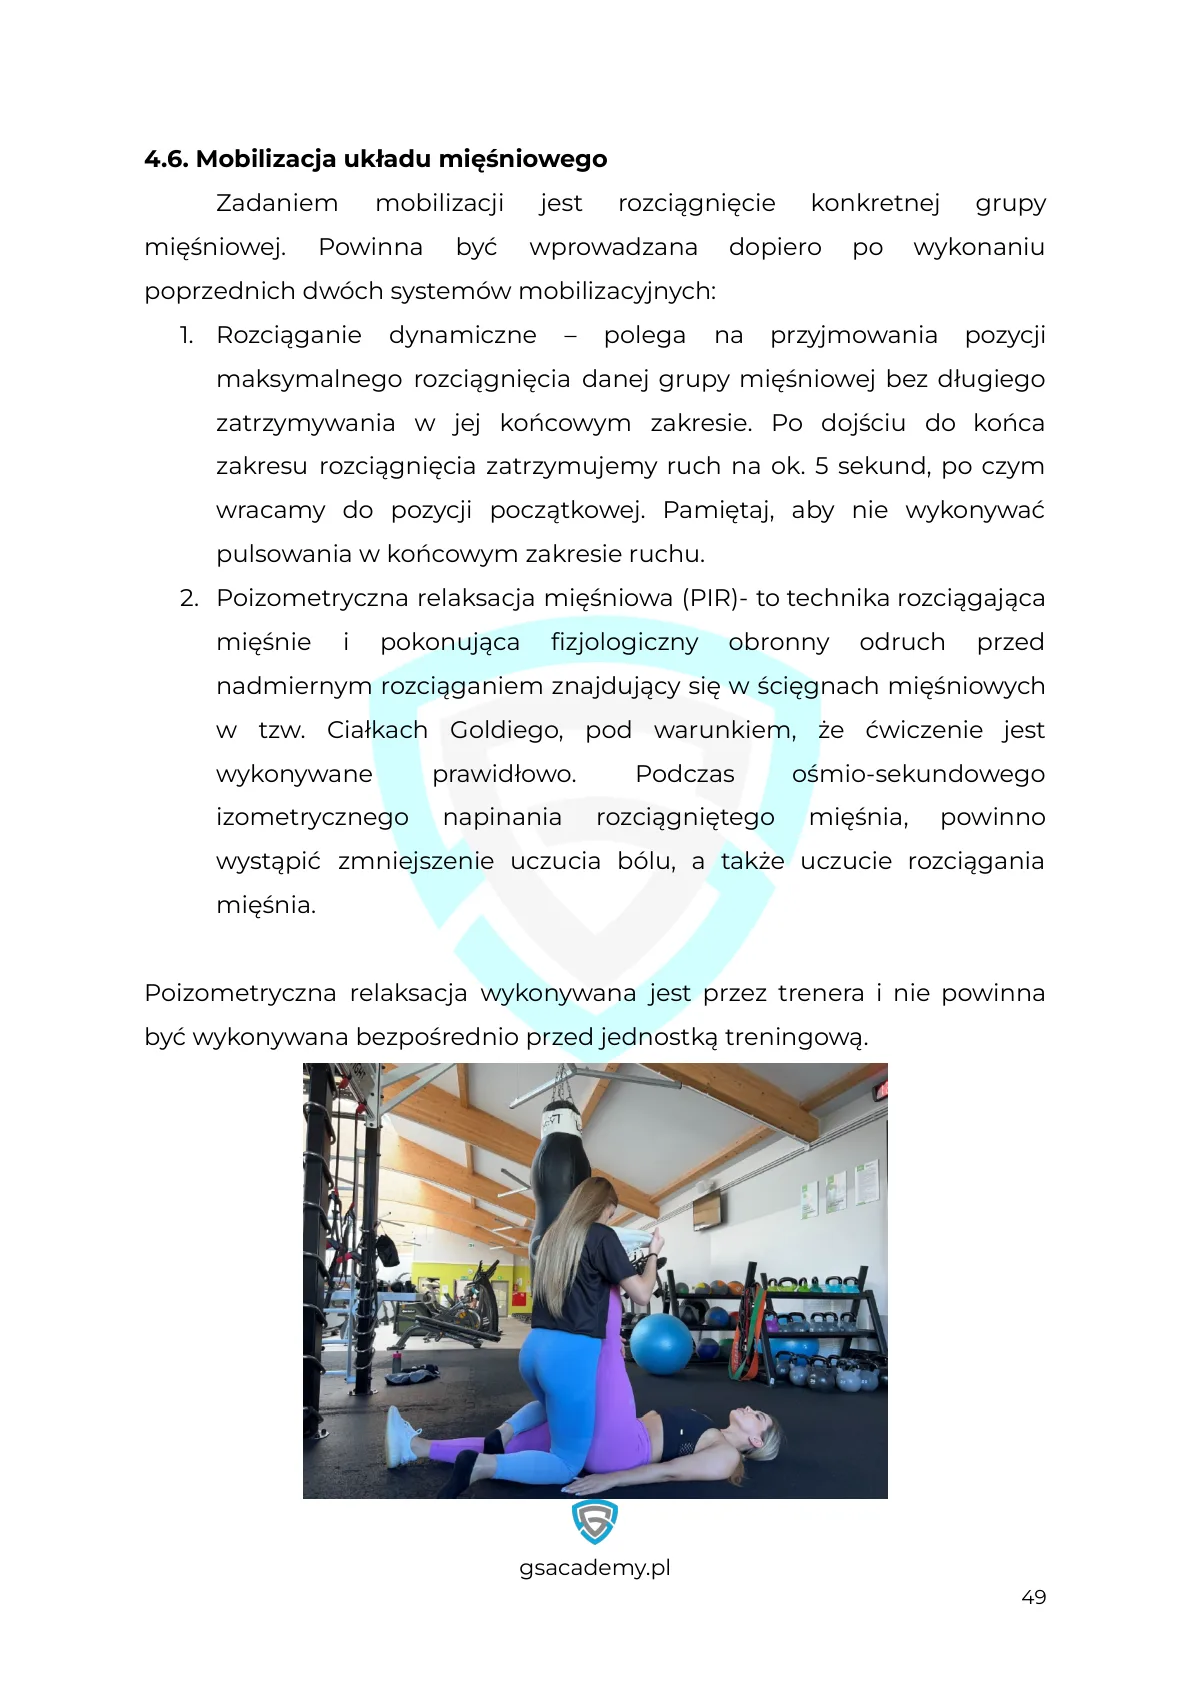 4.6. Mobilizacja układu mięśniowego
Zadaniem mobilizacji jest rozciągnięcie konkretnej grupy
mięśniowej. Powinna być wprowadzana dopiero po wykonaniu
poprzednich dwóch systemów mobilizacyjnych:
1. Rozciąganie dynamiczne – polega na przyjmowania pozycji
maksymalnego rozciągnięcia danej grupy mięśniowej bez długiego
zatrzymywania w jej końcowym zakresie. Po dojściu do końca
zakresu rozciągnięcia zatrzymujemy ruch na ok. 5 sekund, po czym
wracamy do pozycji początkowej. Pamiętaj, aby nie wykonywać
pulsowania w końcowym zakresie ruchu.
2. Poizometryczna relaksacja mięśniowa (PIR)- to technika rozciągająca
mięśnie i pokonująca fizjologiczny obronny odruch przed
nadmiernym rozciąganiem znajdujący się w ścięgnach mięśniowych
w tzw. Ciałkach Goldiego, pod warunkiem, że ćwiczenie jest
wykonywane prawidłowo. Podczas ośmio-sekundowego
izometrycznego napinania rozciągniętego mięśnia, powinno
wystąpić zmniejszenie uczucia bólu, a także uczucie rozciągania
mięśnia.
Poizometryczna relaksacja wykonywana jest przez trenera i nie powinna
być wykonywana bezpośrednio przed jednostką treningową.
gsacademy.pl
49